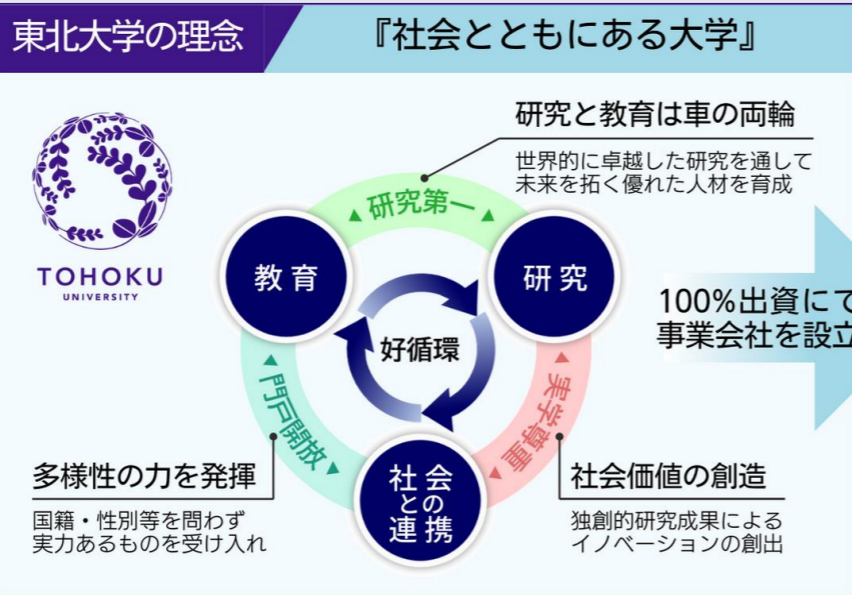 東北大学の理念
『社会とともにある大学』
研究と教育は車の両輪
世界的に卓越した研究を通して
未来を拓く優れた人材を育成
TOHOKU
UNIVERSITY
▲研究第一▲
教育
研究
好循環
▲門戸開放▼
▲実学尊重▲
社会
との
連携
100%出資にて
事業会社を設立
多様性の力を発揮
国籍・性別等を問わず
実力あるものを受け入れ
社会価値の創造
独創的研究成果による
イノベーションの創出